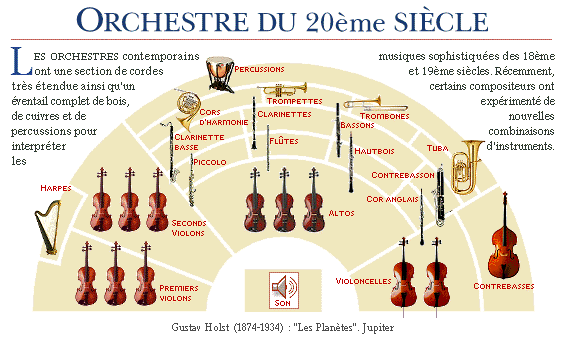 ORCHESTRE DU 20ème SIÈCLE
LES ORCHESTRES contemporains
ont une section de cordes
très étendue ainsi qu'un
éventail complet de bois,
de cuivres et de
percussions pour
interpréter
les
musiques sophistiquées des 18ème
et 19ème siècles. Récemment,
certains compositeurs ont
expérimenté de
nouvelles
combinaisons
d'instruments.
PERCUSSIONS
TROMPETTES
TROMBONES
CORS
D'HARMONIE
CLARINETTES
BASSONS
CLARINETTE
BASSE
FLÛTES
HAUTBOIS
TUBA
PICCOLO
CONTREBASSON
HARPES
COR ANGLAIS
SECONDS
VIOLONS
ALTOS
PREMIERS
VIOLONS
VIOLONCELLES
CONTREBASSES
SON
Gustav Holst (1874-1934) : "Les Planètes". Jupiter